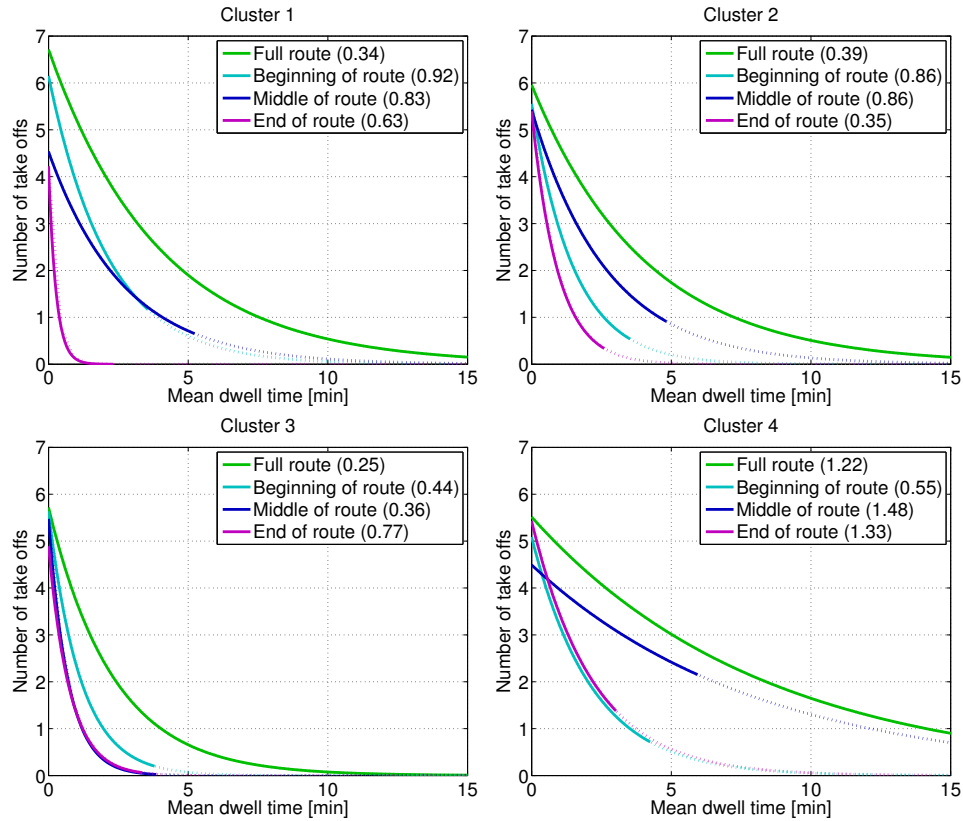 Cluster 1
7
6
5
4
3
2
1
0
Number of take offs
Full route (0.34)
Beginning of route (0.92)
Middle of route (0.83)
End of route (0.63)
0 5 10 15
Mean dwell time [min]
Cluster 2
7
6
5
4
3
2
1
0
Number of take offs
Full route (0.39)
Beginning of route (0.86)
Middle of route (0.86)
End of route (0.35)
0 5 10 15
Mean dwell time [min]
Cluster 3
7
6
5
4
3
2
1
0
Number of take offs
Full route (0.25)
Beginning of route (0.44)
Middle of route (0.36)
End of route (0.77)
0 5 10 15
Mean dwell time [min]
Cluster 4
7
6
5
4
3
2
1
0
Number of take offs
Full route (1.22)
Beginning of route (0.55)
Middle of route (1.48)
End of route (1.33)
0 5 10 15
Mean dwell time [min]